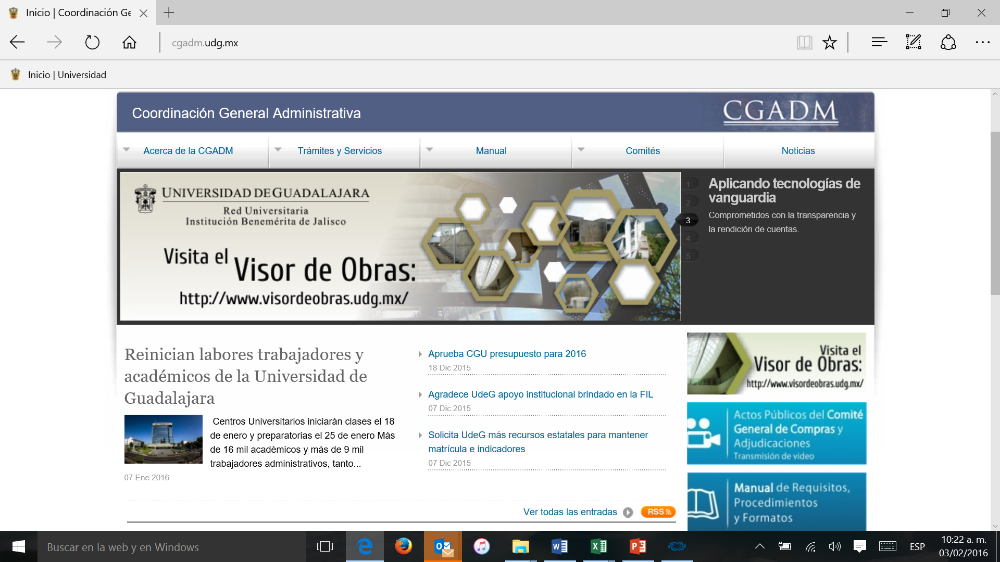 Inicio | Coordinación Ge
cgadm.udg.mx
Inicio | Universidad
Coordinación General Administrativa
CGADM
Acerca de la CGADM
Trámites y Servicios
Manual
Comités
Noticias
UNIVERSIDAD DE GUADALAJARA
Red Universitaria
Institución Benemérita de Jalisco
Visita el
Visor de Obras:
http://www.visordeobras.udg.mx/
1
2
3
4
5
Aplicando tecnologías de
vanguardia
Comprometidos con la transparencia y
la rendición de cuentas.
Reinician labores trabajadores y
académicos de la Universidad de
Guadalajara
Centros Universitarios iniciarán clases el 18
de enero y preparatorias el 25 de enero Más
de 16 mil académicos y más de 9 mil
trabajadores administrativos, tanto...
07 Ene 2016
Aprueba CGU presupuesto para 2016
18 Dic 2015
Agradece UdeG apoyo institucional brindado en la FIL
07 Dic 2015
Solicita UdeG más recursos estatales para mantener
matrícula e indicadores
07 Dic 2015
Ver todas las entradas
RSS
Visita el
Visor de Obras:
http://www.visordeobras.udg.mx/
Actos Públicos del Comité
General de Compras y
Adjudicaciones
Transmisión de video
Manual de Requisitos,
Procedimientos
y Formatos
Buscar en la web y en Windows
ESP
10:22 a. m.
03/02/2016